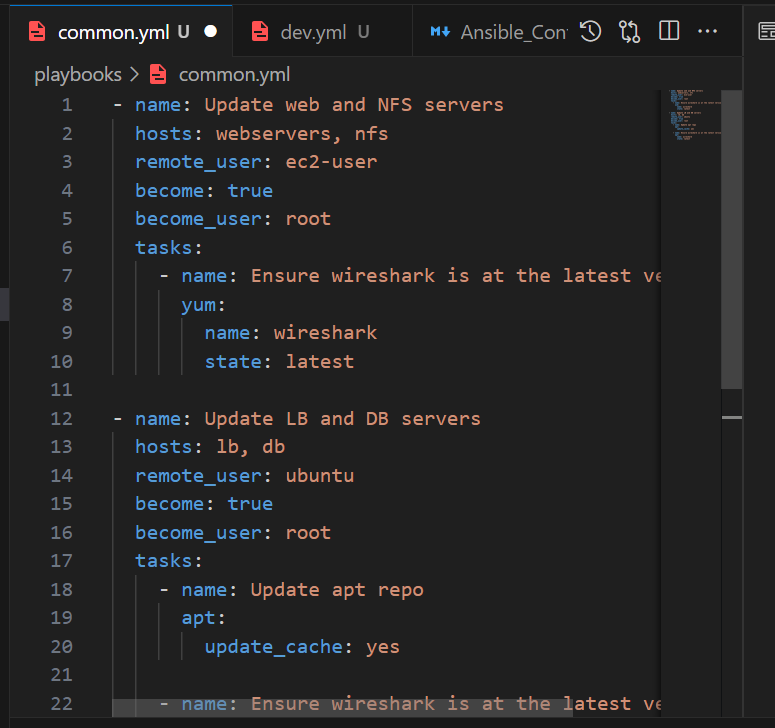 common.yml U ● dev.yml U Ansible_Con
playbooks > common.yml
1 - name: Update web and NFS servers
2 hosts: webservers, nfs
3 remote_user: ec2-user
4 become: true
5 become_user: root
6 tasks:
7 - name: Ensure wireshark is at the latest ve
8 yum:
9 name: wireshark
10 state: latest
11
12 - name: Update LB and DB servers
13 hosts: lb, db
14 remote_user: ubuntu
15 become: true
16 become_user: root
17 tasks:
18 - name: Update apt repo
19 apt:
20 update_cache: yes
21
22 - name: Ensure wireshark is at the latest ve